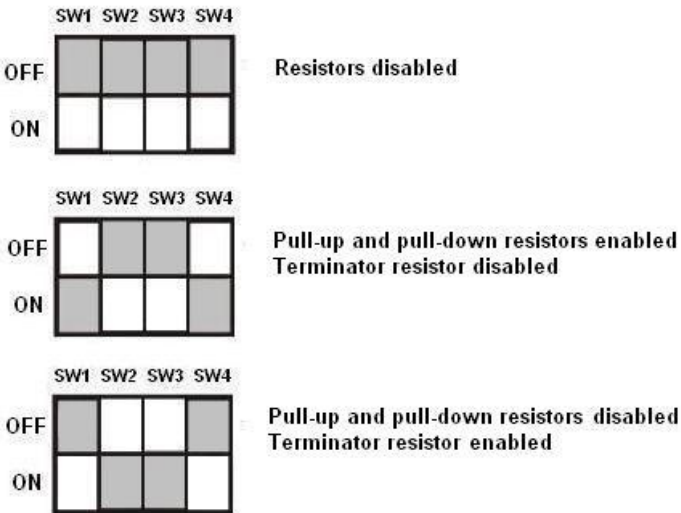 SW1 SW2 SW3 SW4
OFF
Resistors disabled
ON
SW1 SW2 SW3 SW4
OFF
Pull-up and pull-down resistors enabled
Terminator resistor disabled
ON
SW1 SW2 SW3 SW4
OFF
Pull-up and pull-down resistors disabled
Terminator resistor enabled
ON